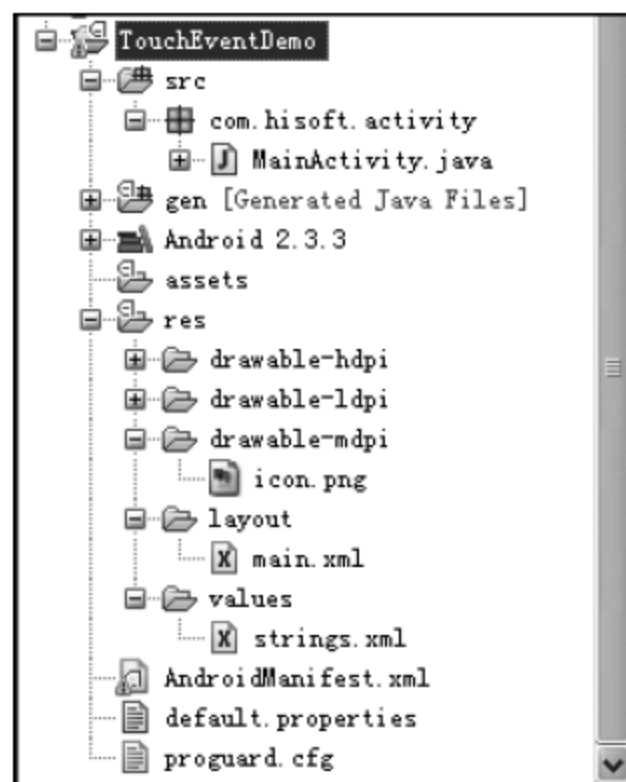 TouchEventDemo
src
com.hisoft.activity
MainActivity.java
gen [Generated Java Files]
Android 2.3.3
assets
res
drawable-hdpi
drawable-ldpi
drawable-mdpi
icon.png
layout
main.xml
values
strings.xml
AndroidManifest.xml
default.properties
proguard.cfg